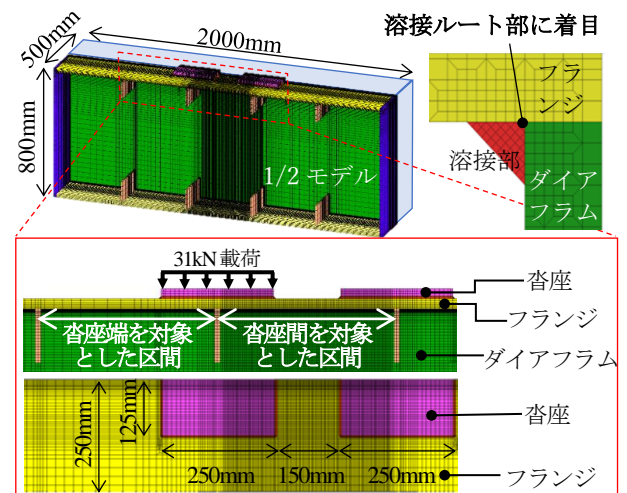 溶接ルート部に着目
500mm
2000mm
800mm
1/2 モデル
フラ
ンジ
溶接部
ダイア
フラム
31kN 載荷
沓座
フランジ
ダイアフラム
沓座端を対象
とした区間
沓座間を対象
とした区間
125mm
250mm
250mm
150mm
250mm
沓座
フランジ